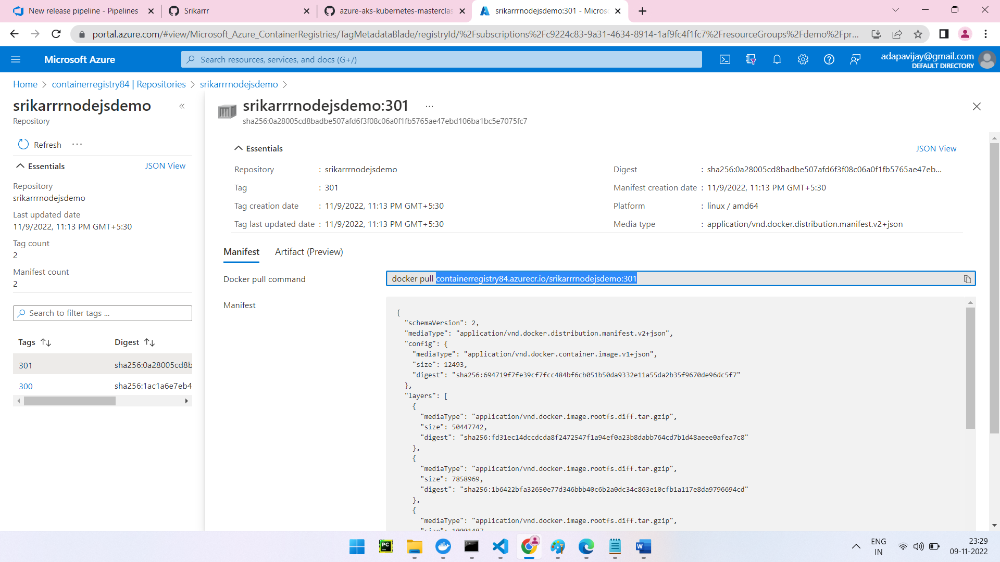 New release pipeline - Pipelines
Srikarrr
azure-aks-kubernetes-masterclas
srikarrrnodejsdemo:301 - Micros
portal.azure.com/#view/Microsoft_Azure_ContainerRegistries/TagMetadataBlade/registryId/%2Fsubscriptions%2Fc9224c83-9a31-4634-8914-1af9fc4f1fc7%2FresourceGroups%2Fdemo%2Fpr...
Microsoft Azure
Search resources, services, and docs (G+/)
adapavijay@gmail.com
DEFAULT DIRECTORY
Home > containerregistry84 | Repositories > srikarrrnodejsdemo >
srikarrrnodejsdemo
Repository
Refresh ...
Essentials
JSON View
Repository
srikarrrnodejsdemo
Last updated date
11/9/2022, 11:13 PM GMT+5:30
Tag count
2
Manifest count
2
Search to filter tags ...
Tags
Digest
301
sha256:0a28005cd8b
300
sha256:1ac1a6e7eb4
srikarrrnodejsdemo:301 ...
sha256:0a28005cd8badbe507afd6f3f08c06a0f1fb5765ae47ebd106ba1bc5e7075fc7
Essentials
JSON View
Repository : srikarrrnodejsdemo
Tag : 301
Tag creation date : 11/9/2022, 11:13 PM GMT+5:30
Tag last updated date : 11/9/2022, 11:13 PM GMT+5:30
Digest : sha256:0a28005cd8badbe507afd6f3f08c06a0f1fb5765ae47eb...
Manifest creation date : 11/9/2022, 11:13 PM GMT+5:30
Platform : linux / amd64
Media type : application/vnd.docker.distribution.manifest.v2+json
Manifest
Artifact (Preview)
Docker pull command
docker pull containerregistry84.azurecr.io/srikarrrnodejsdemo:301
Manifest
{
"schemaVersion": 2,
"mediaType": "application/vnd.docker.distribution.manifest.v2+json",
"config": {
"mediaType": "application/vnd.docker.container.image.v1+json",
"size": 12493,
"digest": "sha256:694719f7fe39cf7fcc484bf6cb051b50da9332e11a55da2b35f9670de96dc5f7"
},
"layers": [
{
"mediaType": "application/vnd.docker.image.rootfs.diff.tar.gzip",
"size": 50447742,
"digest": "sha256:fd31ec14dccdcda8f2472547f1a94ef0a23b8dabb764cd7b1d48aeee0afea7c8"
},
{
"mediaType": "application/vnd.docker.image.rootfs.diff.tar.gzip",
"size": 7858969,
"digest": "sha256:1b6422bfa32650e77d346bbb40c6b2a0dc34c863e10cfb1a117e8da9796694cd"
},
{
"mediaType": "application/vnd.docker.image.rootfs.diff.tar.gzip",
ENG
IN
23:29
09-11-2022